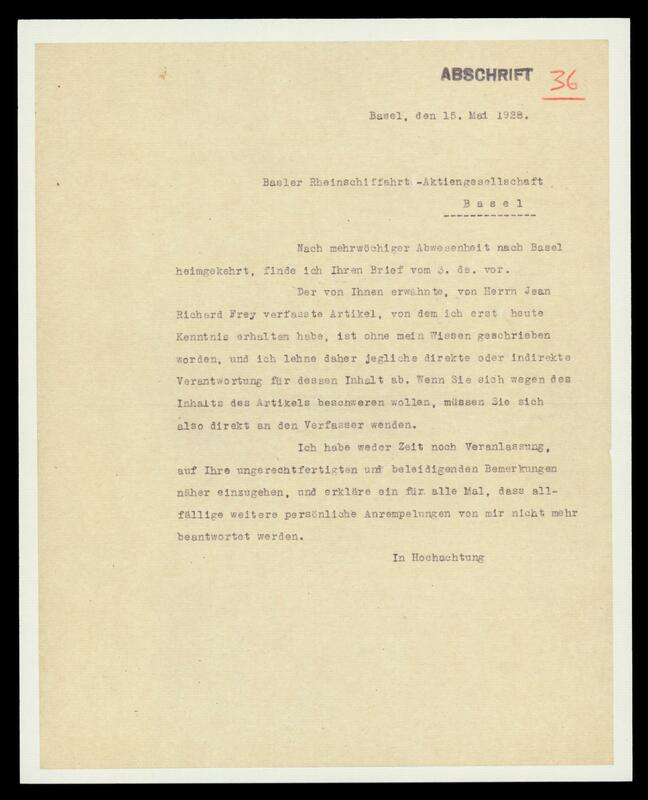 ABSCHRIFT 36
Basel, den 15. Mai 1928.
Basler Rheinschiffahrt -Aktiengesellschaft
B a s e l
Nach mehrwöchiger Abwesenheit nach Basel
heimgekehrt, finde ich Ihren Brief vom 3. ds. vor.
Der von Ihnen erwähnte, von Herrn Jean
Richard Frey verfasste Artikel, von dem ich erst heute
Kenntnis erhalten habe, ist ohne mein Wissen geschrieben
worden, und ich lehne daher jegliche direkte oder indirekte
Verantwortung für dessen Inhalt ab. Wenn Sie sich wegen des
Inhalts des Artikels beschweren wollen, müssen Sie sich
also direkt an den Verfasser wenden.
Ich habe weder Zeit noch Veranlassung,
auf Ihre ungerechtfertigten und beleidigenden Bemerkungen
näher einzugehen, und erkläre ein für alle Mal, dass all-
fällige weitere persönliche Anrempelungen von mir nicht mehr
beantwortet werden.
In Hochachtung